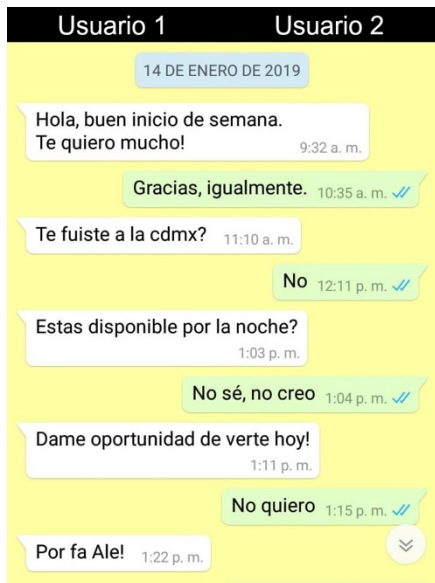 Usuario 1 Usuario 2
14 DE ENERO DE 2019
Hola, buen inicio de semana.
Te quiero mucho! 9:32 a. m.
Gracias, igualmente. 10:35 a. m.
Te fuiste a la cdmx? 11:10 a. m.
No 12:11 p. m.
Estas disponible por la noche?
1:03 p. m.
No sé, no creo 1:04 p. m.
Dame oportunidad de verte hoy!
1:11 p. m.
No quiero 1:15 p. m.
Por fa Ale! 1:22 p. m.